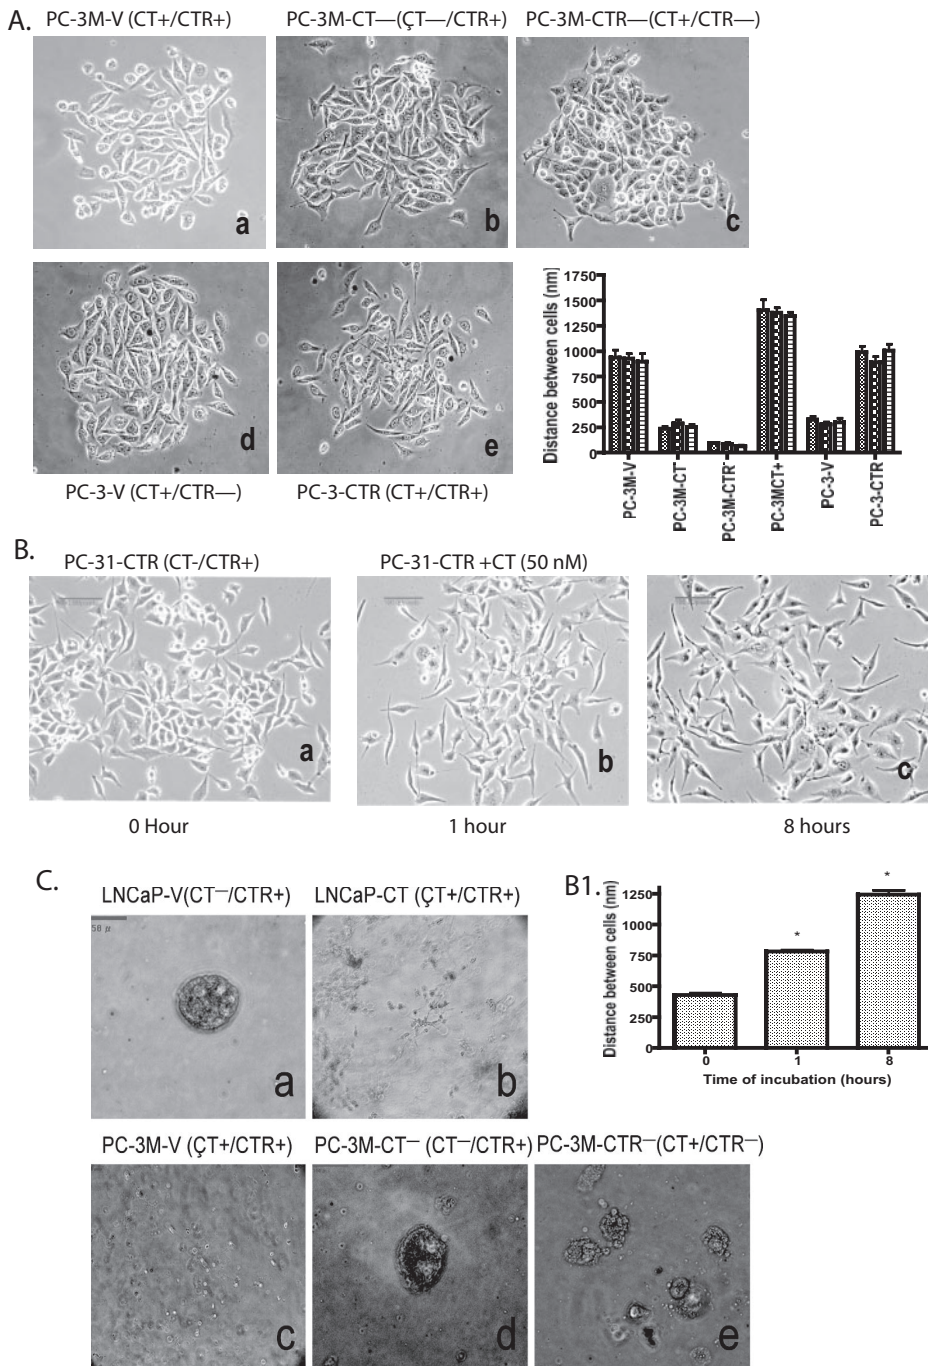 A.
PC-3M-V (CT+/CTR+)
PC-3M-CT—(ÇT—/CTR+)
PC-3M-CTR—(CT+/CTR—)
a
b
c
d
e
PC-3-V (CT+/CTR—)
PC-3-CTR (CT+/CTR+)
Distance between cells (nm)
1750
1500
1250
1000
750
500
250
0
PC-3M-V
PC-3M-CT-
PC-3M-CTR-
PC-3MCT+
PC-3-V
PC-3-CTR
B.
PC-31-CTR (CT-/CTR+)
PC-31-CTR +CT (50 nM)
a
b
c
0 Hour
1 hour
8 hours
C.
LNCaP-V(CT—/CTR+)
LNCaP-CT (ÇT+/CTR+)
50 μ
a
b
B1.
Distance between cells (nm)
1250
1000
750
500
250
0
*
*
0
1
8
Time of incubation (hours)
PC-3M-V (ÇT+/CTR+)
PC-3M-CT— (CT—/CTR+)
PC-3M-CTR—(CT+/CTR—)
c
d
e